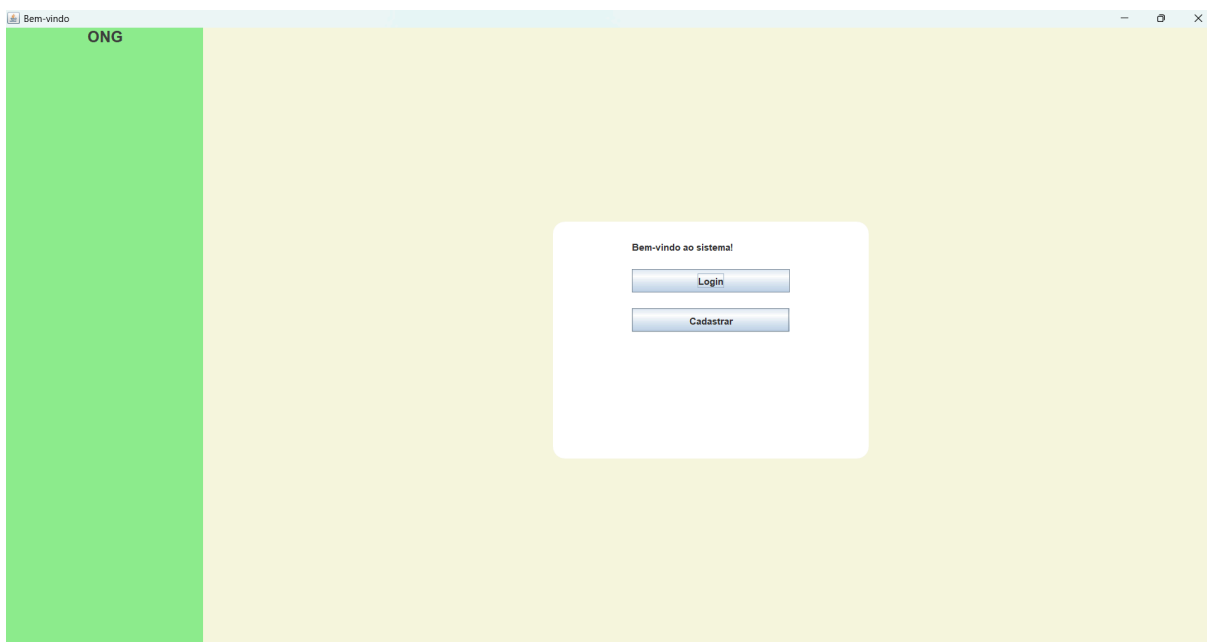 Bem-vindo
ONG
Bem-vindo ao sistema!
Login
Cadastrar